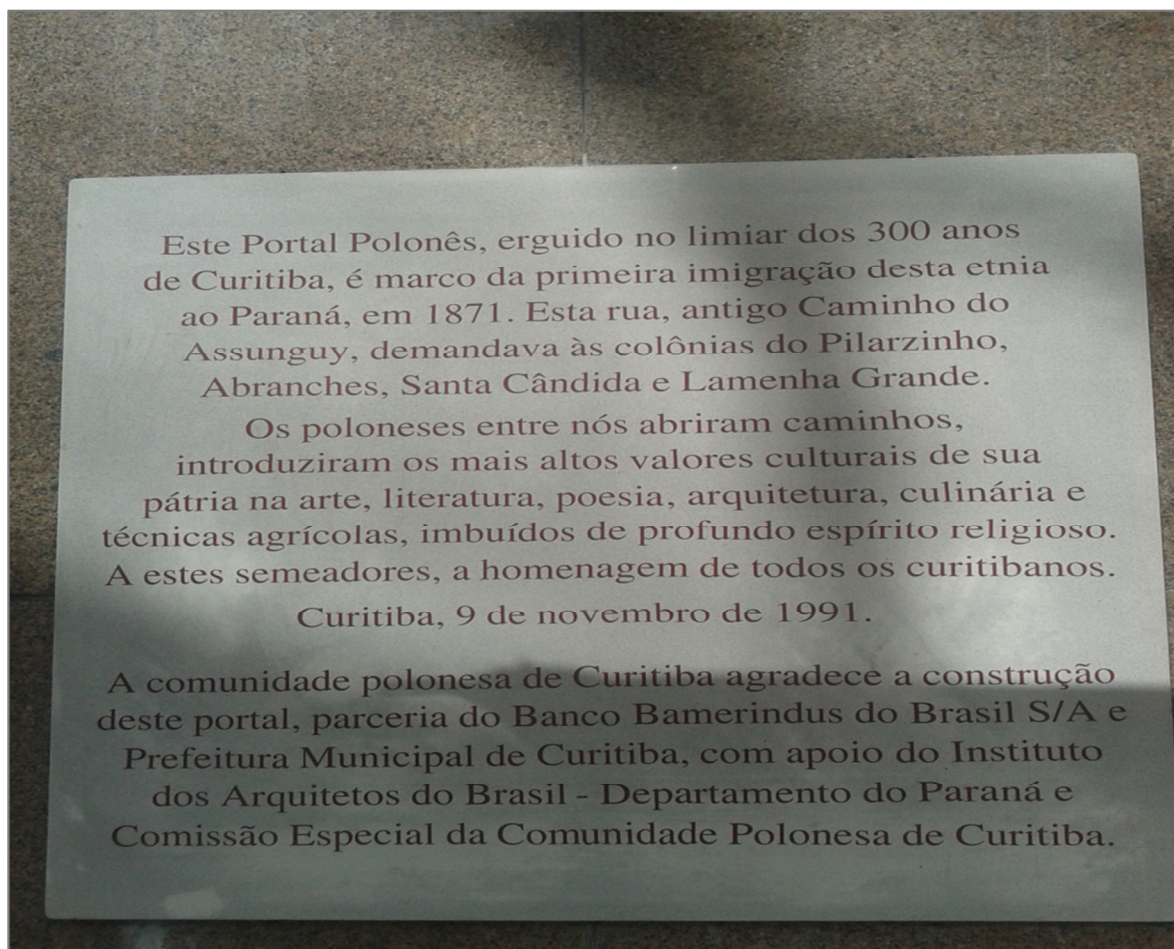 Este Portal Polonês, erguido no limiar dos 300 anos
de Curitiba, é marco da primeira imigração desta etnia
ao Paraná, em 1871. Esta rua, antigo Caminho do
Assunguy, demandava às colônias do Pilarzinho,
Abranches, Santa Cândida e Lamenha Grande.
Os poloneses entre nós abriram caminhos,
introduziram os mais altos valores culturais de sua
pátria na arte, literatura, poesia, arquitetura, culinária e
técnicas agrícolas, imbuídos de profundo espírito religioso.
A estes semeadores, a homenagem de todos os curitibanos.
Curitiba, 9 de novembro de 1991.
A comunidade polonesa de Curitiba agradece a construção
deste portal, parceria do Banco Bamerindus do Brasil S/A e
Prefeitura Municipal de Curitiba, com apoio do Instituto
dos Arquitetos do Brasil - Departamento do Paraná e
Comissão Especial da Comunidade Polonesa de Curitiba.